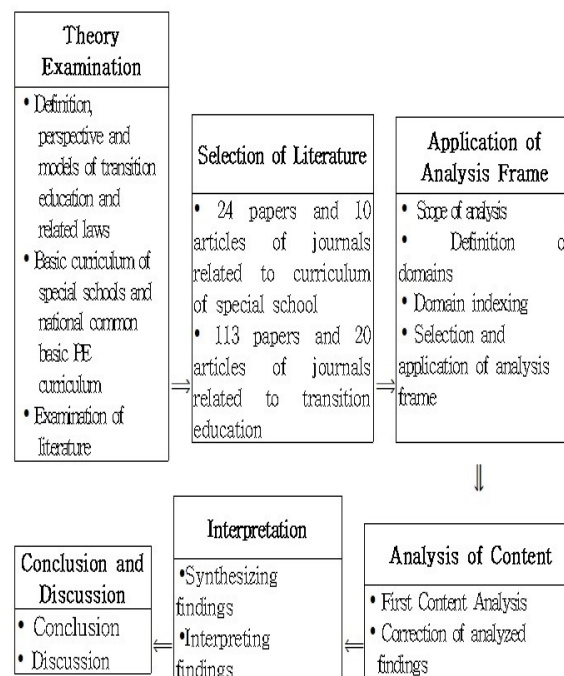 Theory
Examination
• Definition,
perspective and
models of transition
education and
related laws
• Basic curriculum of
special schools and
national common
basic PE
curriculum
• Examination of
literature
⇒
Selection of Literature
• 24 papers and 10
articles of journals
related to curriculum
of special school
• 113 papers and 20
articles of journals
related to transition
education
⇒
Application of
Analysis Frame
• Scope of analysis
• Definition o
domains
• Domain indexing
• Selection and
application of analysis
frame
⇓
Analysis of Content
• First Content Analysis
• Correction of analyzed
findings
⇐
Interpretation
•Synthesizing
findings
•Interpreting
findings
⇐
Conclusion and
Discussion
• Conclusion
• Discussion